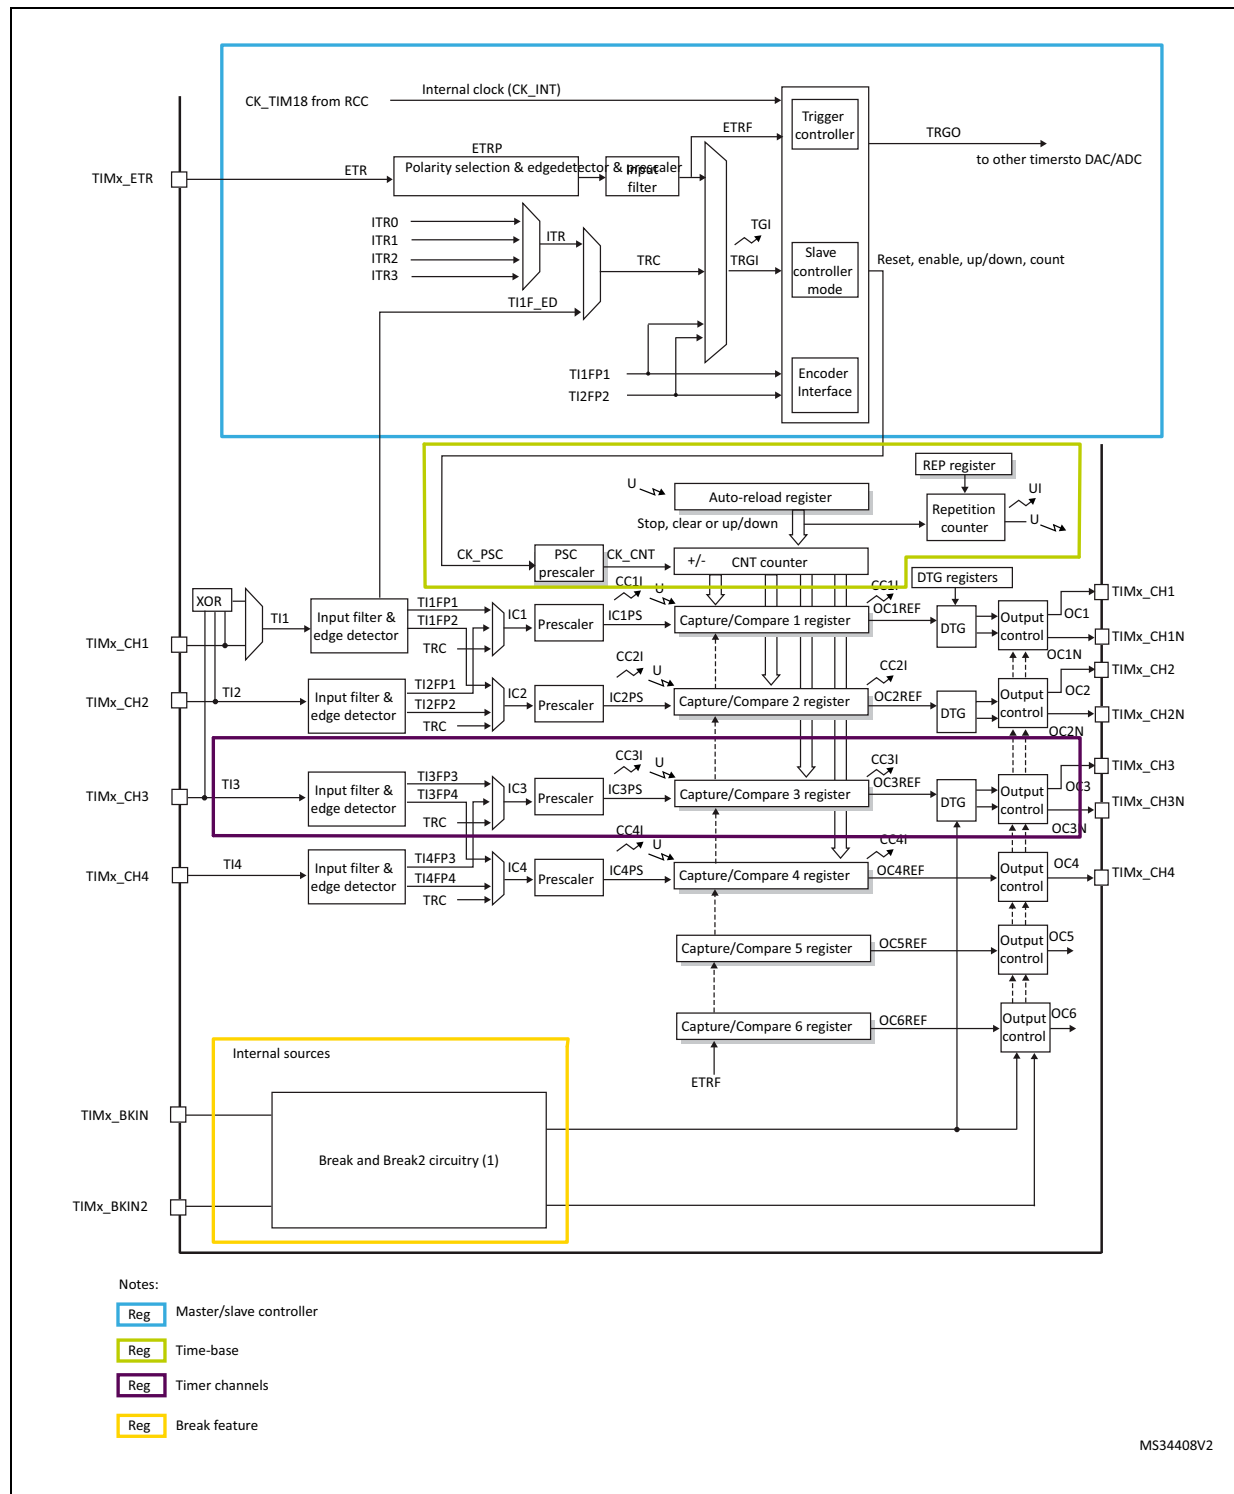 CK_TIM18 from RCC
Internal clock (CK_INT)
ETRF
Trigger
controller
TRGO
to other timersto DAC/ADC
ETRP
TIMx_ETR
ETR
Polarity selection & edgedetector & prescaler
Input
filter
ITR0
ITR1
ITR2
ITR3
ITR
TGI
TRC
TRGI
Slave
controller
mode
Reset, enable, up/down, count
TI1F_ED
TI1FP1
TI2FP2
Encoder
Interface
REP register
U
Auto-reload register
UI
Repetition
counter
U
Stop, clear or up/down
CK_PSC
PSC
prescaler
CK_CNT
+/-
CNT counter
DTG registers
XOR
TI1
TIMx_CH1
Input filter &
edge detector
TI1FP1
TI1FP2
TRC
IC1
Prescaler
IC1PS
CC1I
U
Capture/Compare 1 register
CC1I
OC1REF
DTG
Output
control
OC1
TIMx_CH1
TIMx_CH1N
OC1N
TIMx_CH2
TI2
Input filter &
edge detector
TI2FP1
TI2FP2
TRC
IC2
Prescaler
IC2PS
CC2I
U
Capture/Compare 2 register
CC2I
OC2REF
DTG
Output
control
OC2
TIMx_CH2
TIMx_CH2N
OC2N
TIMx_CH3
TI3
Input filter &
edge detector
TI3FP3
TI3FP4
TRC
IC3
Prescaler
IC3PS
CC3I
U
Capture/Compare 3 register
CC3I
OC3REF
DTG
Output
control
OC3
TIMx_CH3
TIMx_CH3N
OC3N
TIMx_CH4
TI4
Input filter &
edge detector
TI4FP3
TI4FP4
TRC
IC4
Prescaler
IC4PS
CC4I
U
Capture/Compare 4 register
CC4I
OC4REF
Output
control
OC4
TIMx_CH4
Capture/Compare 5 register
OC5REF
Output
control
OC5
Capture/Compare 6 register
OC6REF
Output
control
OC6
ETRF
Internal sources
TIMx_BKIN
Break and Break2 circuitry (1)
TIMx_BKIN2
Notes:
Reg
Master/slave controller
Reg
Time-base
Reg
Timer channels
Reg
Break feature
MS34408V2